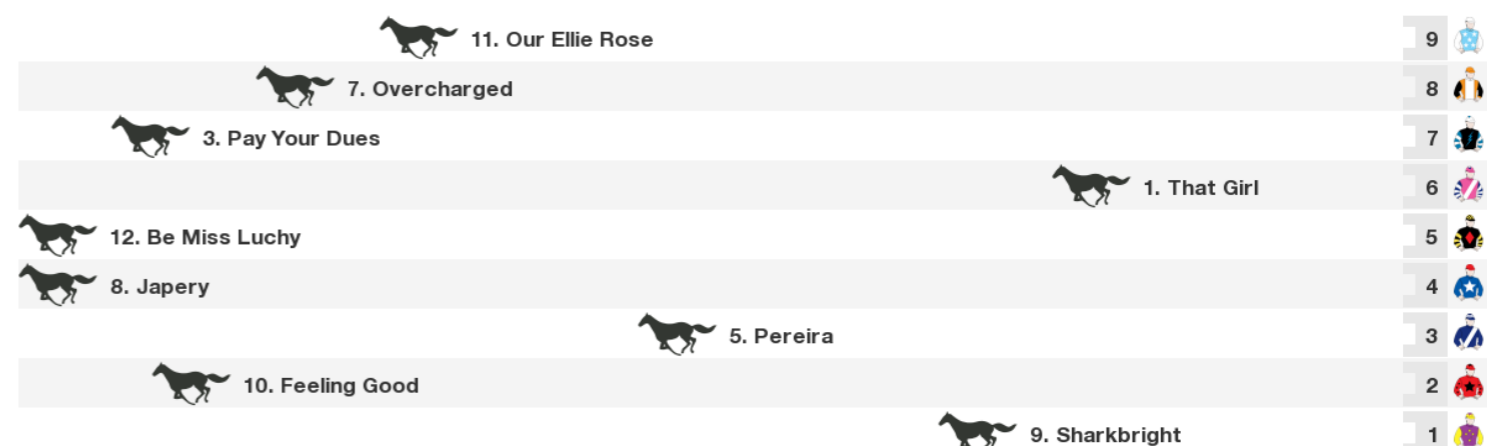 11. Our Ellie Rose 9
7. Overcharged 8
3. Pay Your Dues 7
1. That Girl 6
12. Be Miss Luchy 5
8. Japery 4
5. Pereira 3
10. Feeling Good 2
9. Sharkbright 1